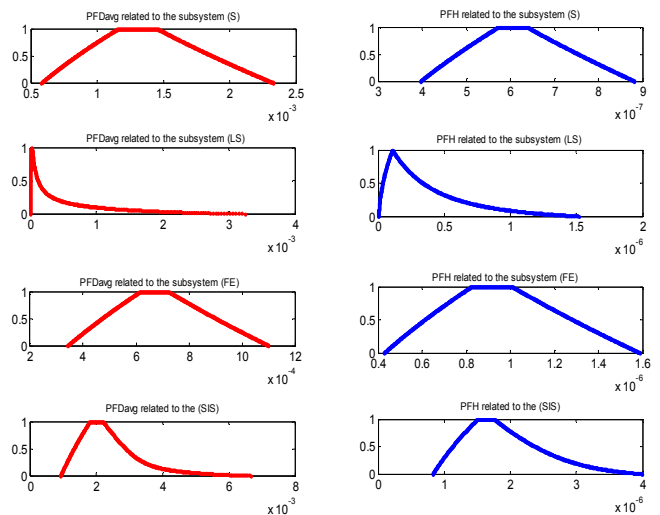 PFDavg related to the subsystem (S)
1
0.5
0
0.5 1 1.5 2 2.5
x 10⁻³
PFH related to the subsystem (S)
1
0.5
0
3 4 5 6 7 8 9
x 10⁻⁷
PFDavg related to the subsystem (LS)
1
0.5
0
0 1 2 3 4
x 10⁻³
PFH related to the subsystem (LS)
1
0.5
0
0 0.5 1 1.5 2
x 10⁻⁶
PFDavg related to the subsystem (FE)
1
0.5
0
2 4 6 8 10 12
x 10⁻⁴
PFH related to the subsystem (FE)
1
0.5
0
0.4 0.6 0.8 1 1.2 1.4 1.6
x 10⁻⁶
PFDavg related to the (SIS)
1
0.5
0
0 2 4 6 8
x 10⁻³
PFH related to the (SIS)
1
0.5
0
0 1 2 3 4
x 10⁻⁶